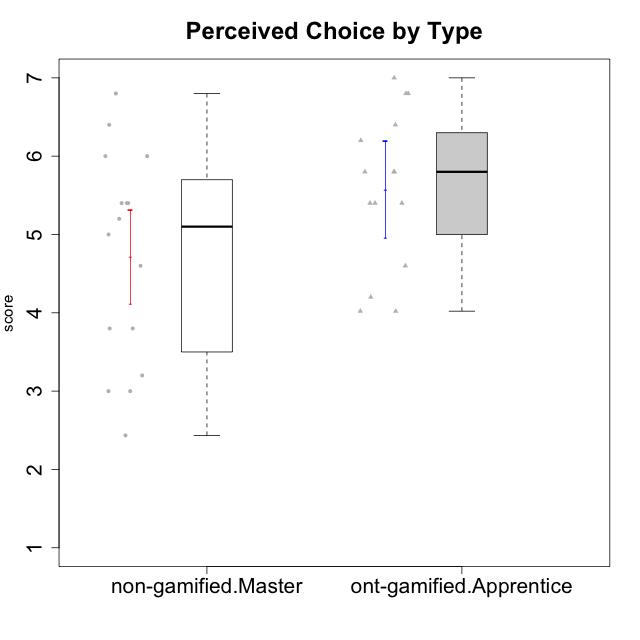 Perceived Choice by Type
7
6
5
4
3
2
1
score
non-gamified.Master
ont-gamified.Apprentice